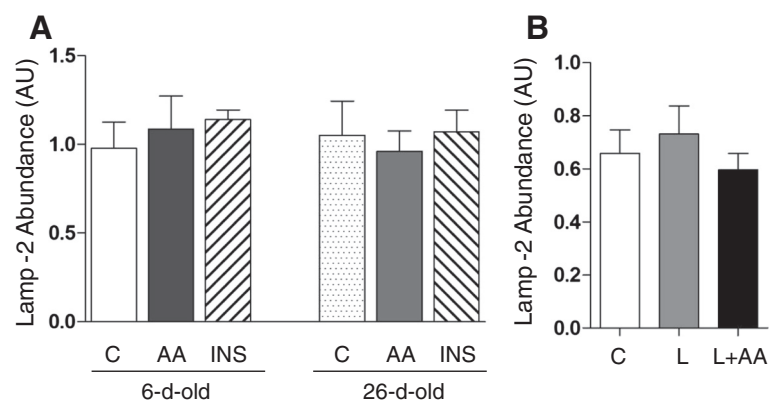 A
Lamp -2 Abundance (AU)
1.5
1.0
0.5
0.0
C AA INS C AA INS
6-d-old 26-d-old
B
Lamp -2 Abundance (AU)
1.0
0.8
0.6
0.4
0.2
0.0
C L L+AA